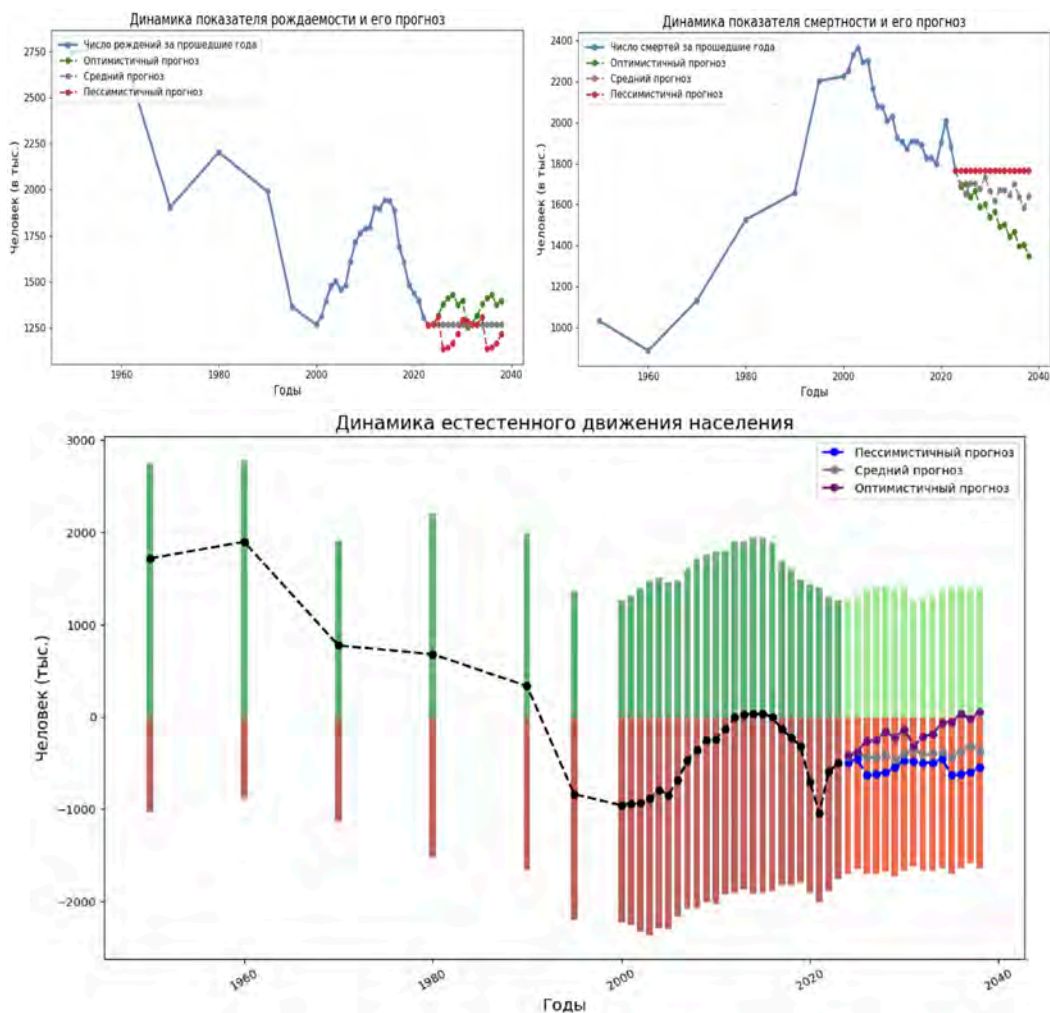 Динамика показателя рождаемости и его прогноз
Число рождений за прошедшие года
Оптимистичный прогноз
Средний прогноз
Пессимистичный прогноз
Человек (в тыс.)
2750
2500
2250
2000
1750
1500
1250
1960
1980
2000
2020
2040
Годы
Динамика показателя смертности и его прогноз
Число смертей за прошедшие года
Оптимистичный прогноз
Средний прогноз
Пессимистичнй прогноз
Человек (в тыс.)
2400
2200
2000
1800
1600
1400
1200
1000
1960
1980
2000
2020
2040
Годы
Динамика естестенного движения населения
Пессимистичный прогноз
Средний прогноз
Оптимистичный прогноз
Человек (тыс.)
3000
2000
1000
0
−1000
−2000
1960
1980
2000
2020
2040
Годы